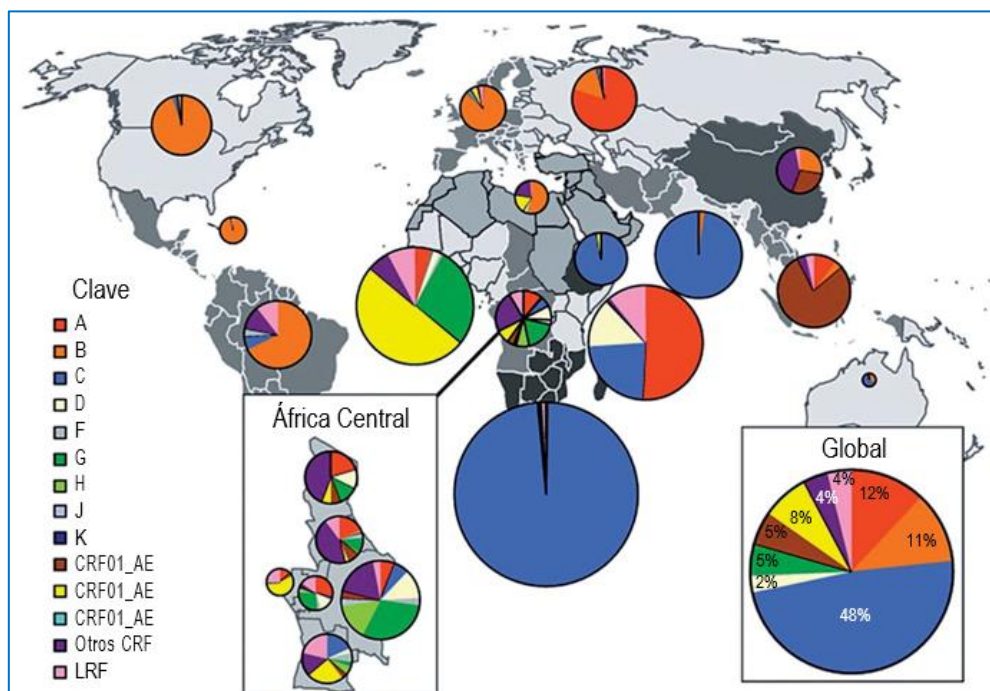 Clave
A
B
C
D
F
G
H
J
K
CRF01_AE
CRF01_AE
CRF01_AE
Otros CRF
LRF
África Central
Global
4%
4%
12%
8%
11%
5%
5%
2%
48%